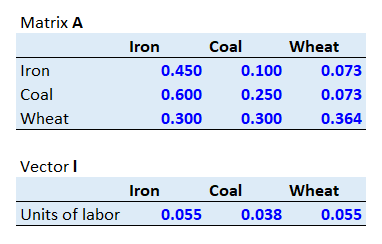 Matrix A
Iron Coal Wheat
Iron 0.450 0.100 0.073
Coal 0.600 0.250 0.073
Wheat 0.300 0.300 0.364
Vector l
Iron Coal Wheat
Units of labor 0.055 0.038 0.055